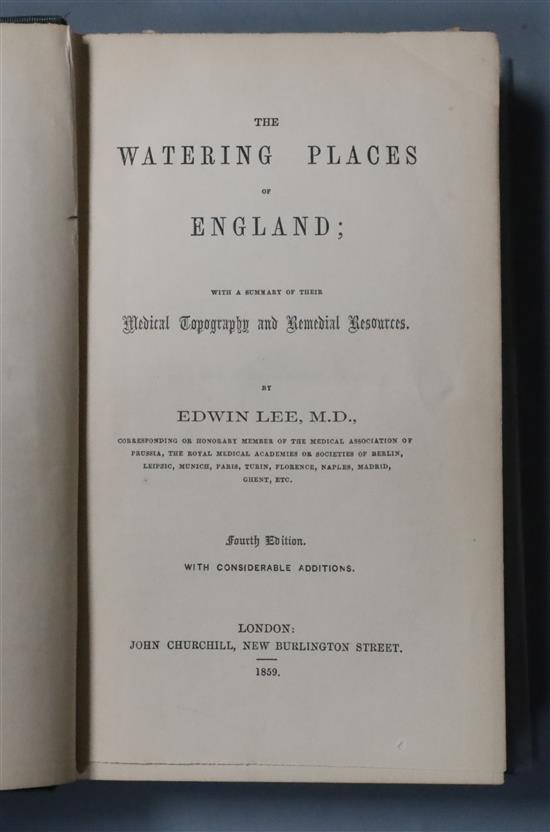 THE
WATERING PLACES
OF
ENGLAND;
WITH A SUMMARY OF THEIR
Medical Topography and Remedial Resources.
BY
EDWIN LEE, M.D.,
CORRESPONDING OR HONORARY MEMBER OF THE MEDICAL ASSOCIATION OF
PRUSSIA, THE ROYAL MEDICAL ACADEMIES OR SOCIETIES OF BERLIN,
LEIPZIC, MUNICH, PARIS, TURIN, FLORENCE, NAPLES, MADRID,
GHENT, ETC.
Fourth Edition.
WITH CONSIDERABLE ADDITIONS.
LONDON:
JOHN CHURCHILL, NEW BURLINGTON STREET.
1859.